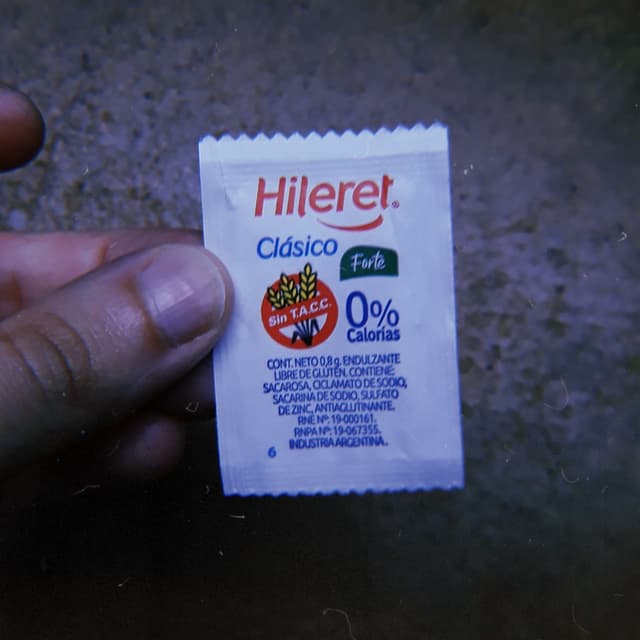 Hileret®
Clásico
Forte
Sin T.A.C.C.
0%
Calorías
CONT. NETO 0,8 g. ENDULZANTE
LIBRE DE GLUTEN. CONTIENE:
SACAROSA, CICLAMATO DE SODIO,
SACARINA DE SODIO, SULFATO
DE ZINC, ANTIAGLUTINANTE.
RNE Nº: 19-000161.
RNPA Nº: 19-067355.
INDUSTRIA ARGENTINA.
6